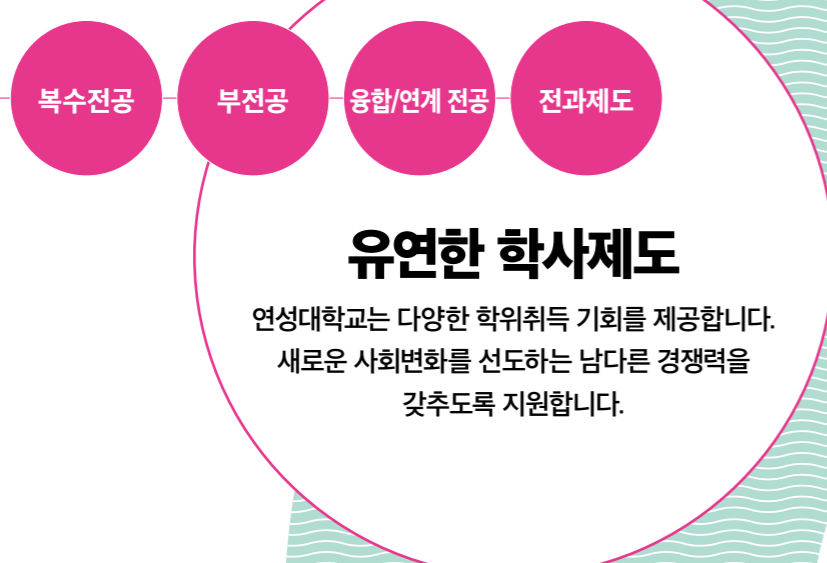 복수전공
부전공
융합/연계 전공
전과제도
유연한 학사제도
연성대학교는 다양한 학위취득 기회를 제공합니다.
새로운 사회변화를 선도하는 남다른 경쟁력을
갖추도록 지원합니다.